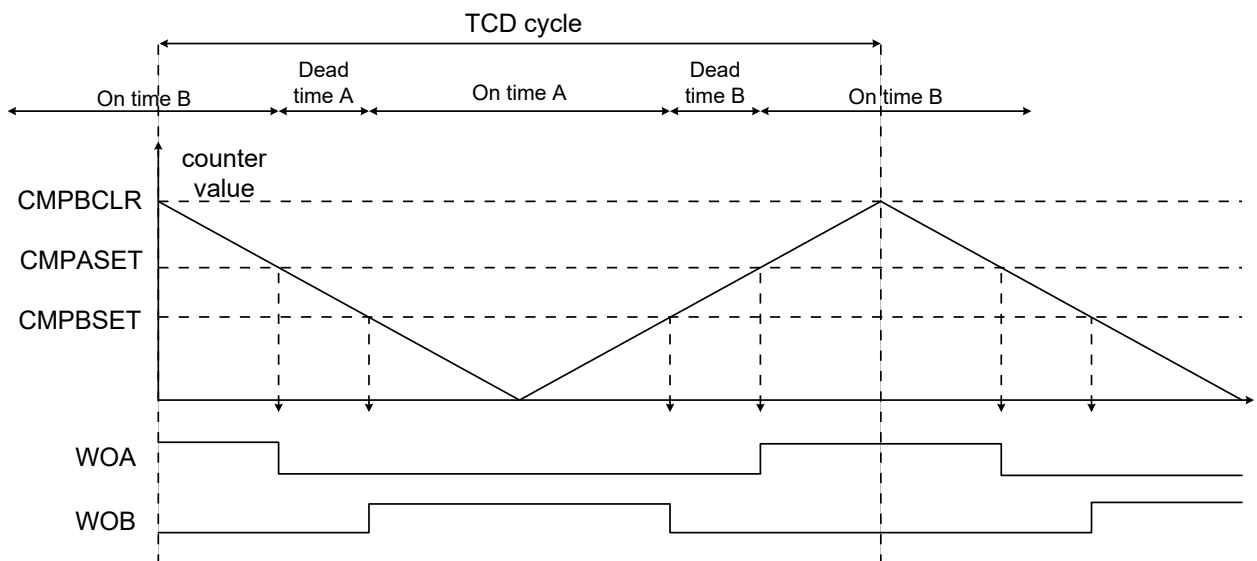 TCD cycle
On time B
Dead
time A
On time A
Dead
time B
On time B
counter
value
CMPBCLR
CMPASET
CMPBSET
WOA
WOB